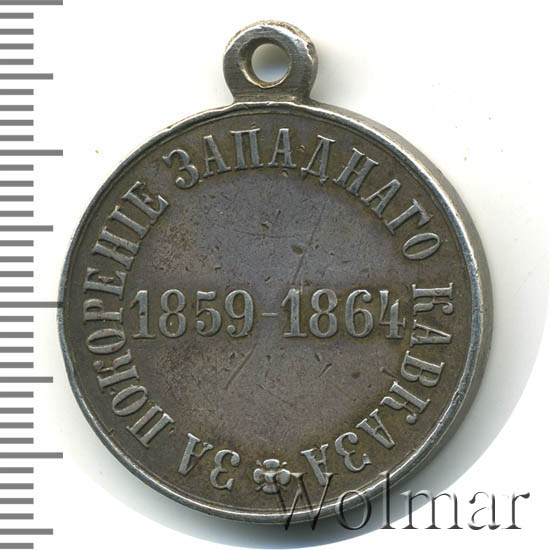 ЗА ПОКОРЕНІЕ ЗАПАДНАГО КАВКАЗА
1859-1864
Wolmar